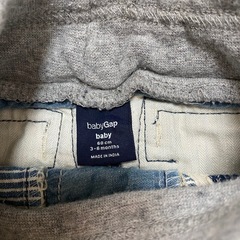 babyGap
baby
60 cm
3-6 months
MADE IN INDIA